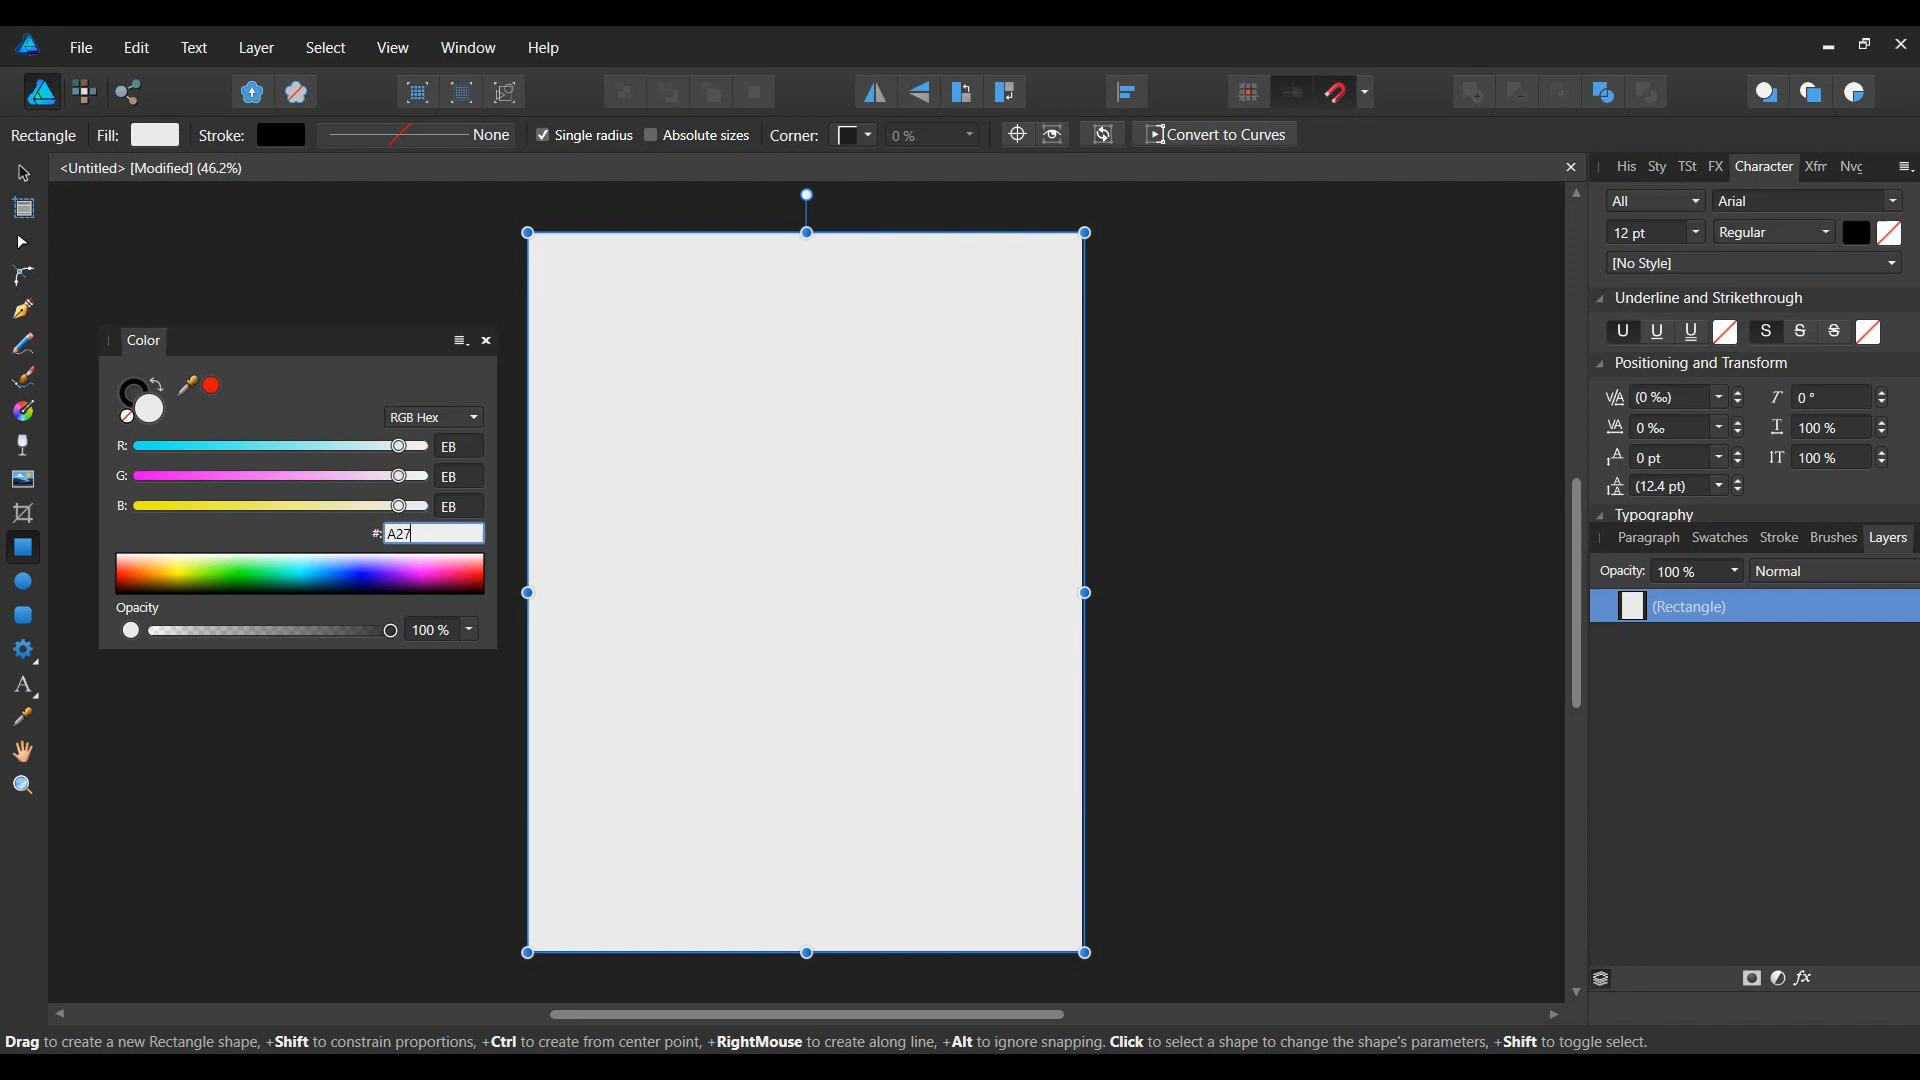 File Edit Text Layer Select View Window Help
Rectangle Fill: Stroke: None Single radius Absolute sizes Corner: 0 % Convert to Curves
<Untitled> [Modified] (46.2%)
His Sty TSt FX Character Xfm Nvg
All Arial
12 pt Regular
[No Style]
Underline and Strikethrough
U U U S S S
Positioning and Transform
(0 ‰) 0 °
0 ‰ 100 %
0 pt 100 %
(12.4 pt)
Typography
Color
RGB Hex
R: EB
G: EB
B: EB
#: A27
Opacity
100 %
Paragraph Swatches Stroke Brushes Layers
Opacity: 100 % Normal
(Rectangle)
fx
Drag to create a new Rectangle shape, +Shift to constrain proportions, +Ctrl to create from center point, +RightMouse to create along line, +Alt to ignore snapping. Click to select a shape to change the shape's parameters, +Shift to toggle select.